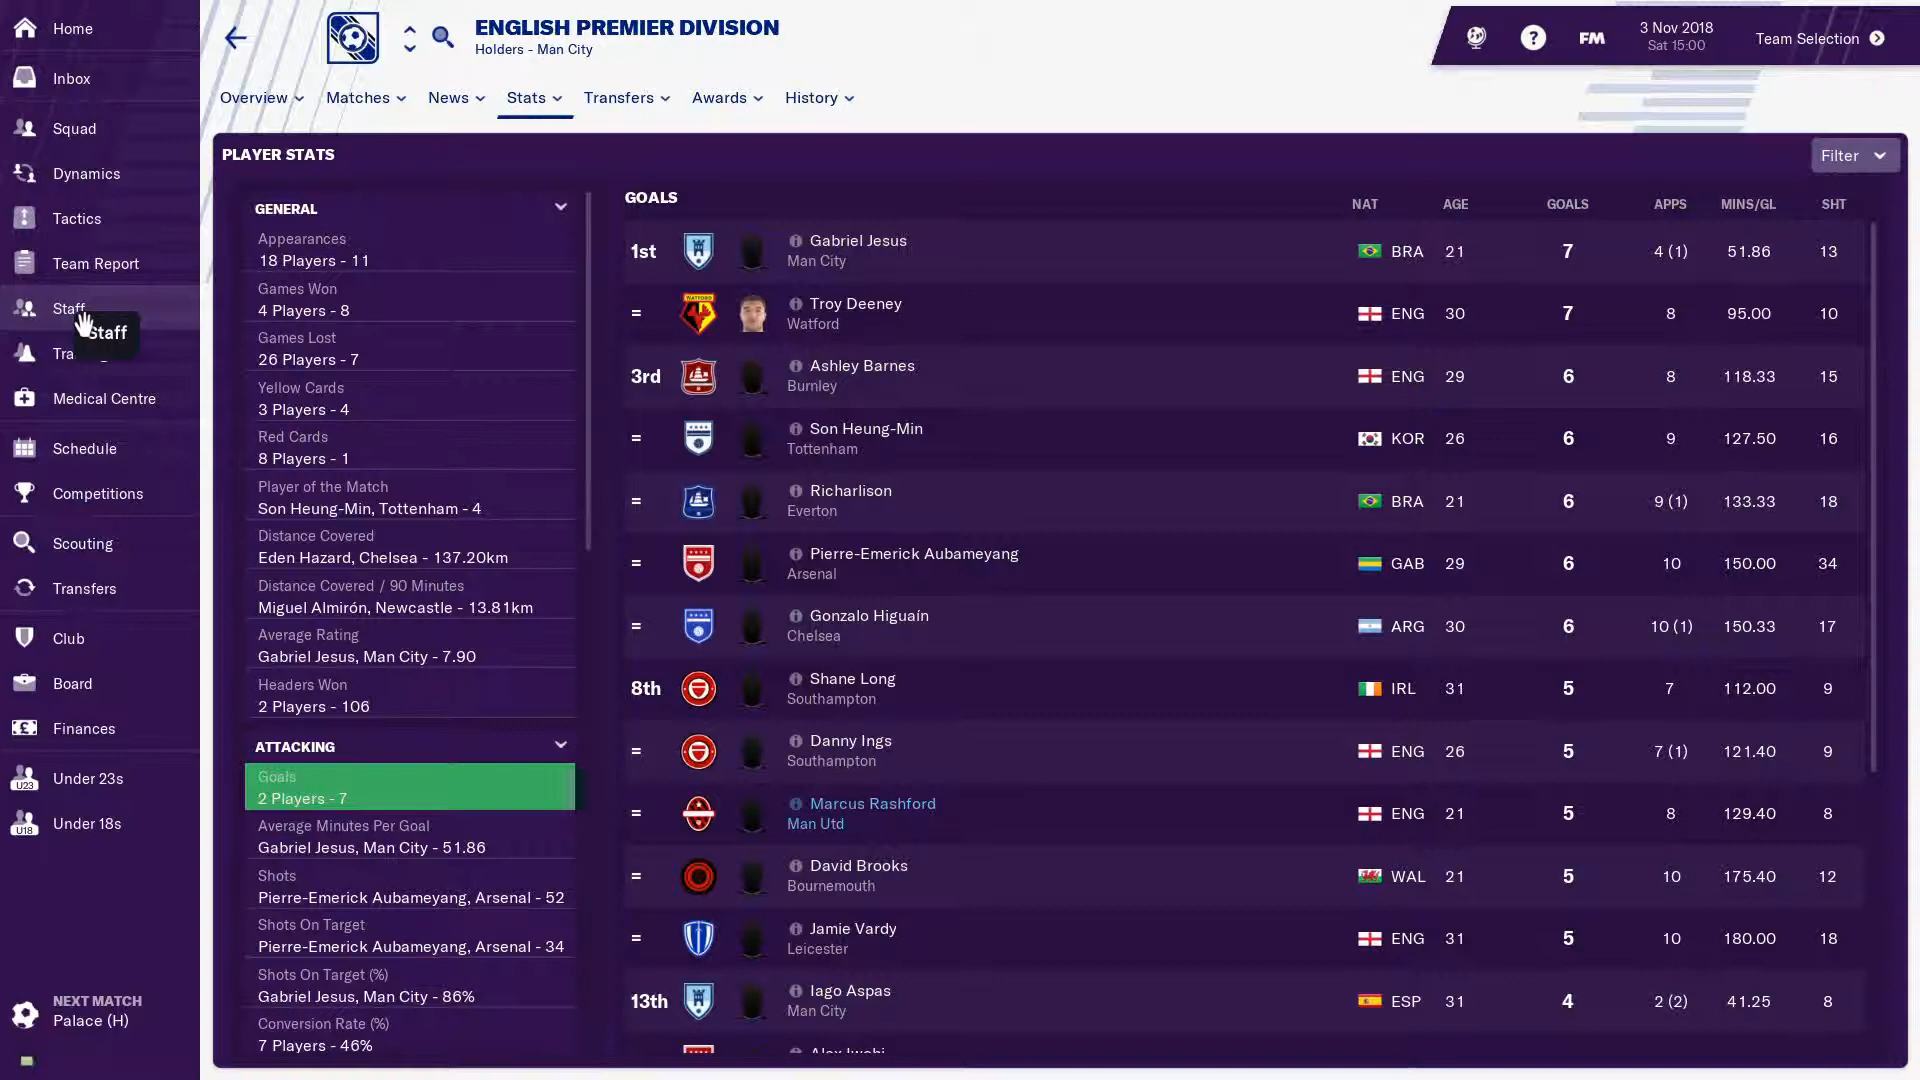 Home
Inbox
Squad
Dynamics
Tactics
Team Report
Staff
Staff
Medical Centre
Schedule
Competitions
Scouting
Transfers
Club
Board
Finances
U23
Under 23s
U18
Under 18s
NEXT MATCH
Palace (H)
ENGLISH PREMIER DIVISION
Holders - Man City
?
FM
3 Nov 2018
Sat 15:00
Team Selection
Overview
Matches
News
Stats
Transfers
Awards
History
PLAYER STATS
Filter
GENERAL
Appearances
18 Players - 11
Games Won
4 Players - 8
Games Lost
26 Players - 7
Yellow Cards
3 Players - 4
Red Cards
8 Players - 1
Player of the Match
Son Heung-Min, Tottenham - 4
Distance Covered
Eden Hazard, Chelsea - 137.20km
Distance Covered / 90 Minutes
Miguel Almirón, Newcastle - 13.81km
Average Rating
Gabriel Jesus, Man City - 7.90
Headers Won
2 Players - 106
ATTACKING
Goals
2 Players - 7
Average Minutes Per Goal
Gabriel Jesus, Man City - 51.86
Shots
Pierre-Emerick Aubameyang, Arsenal - 52
Shots On Target
Pierre-Emerick Aubameyang, Arsenal - 34
Shots On Target (%)
Gabriel Jesus, Man City - 86%
Conversion Rate (%)
7 Players - 46%
GOALS NAT AGE GOALS APPS MINS/GL SHT
1st Gabriel Jesus BRA 21 7 4 (1) 51.86 13
Man City
= Troy Deeney ENG 30 7 8 95.00 10
Watford
3rd Ashley Barnes ENG 29 6 8 118.33 15
Burnley
= Son Heung-Min KOR 26 6 9 127.50 16
Tottenham
= Richarlison BRA 21 6 9 (1) 133.33 18
Everton
= Pierre-Emerick Aubameyang GAB 29 6 10 150.00 34
Arsenal
= Gonzalo Higuaín ARG 30 6 10 (1) 150.33 17
Chelsea
8th Shane Long IRL 31 5 7 112.00 9
Southampton
= Danny Ings ENG 26 5 7 (1) 121.40 9
Southampton
= Marcus Rashford ENG 21 5 8 129.40 8
Man Utd
= David Brooks WAL 21 5 10 175.40 12
Bournemouth
= Jamie Vardy ENG 31 5 10 180.00 18
Leicester
13th Iago Aspas ESP 31 4 2 (2) 41.25 8
Man City